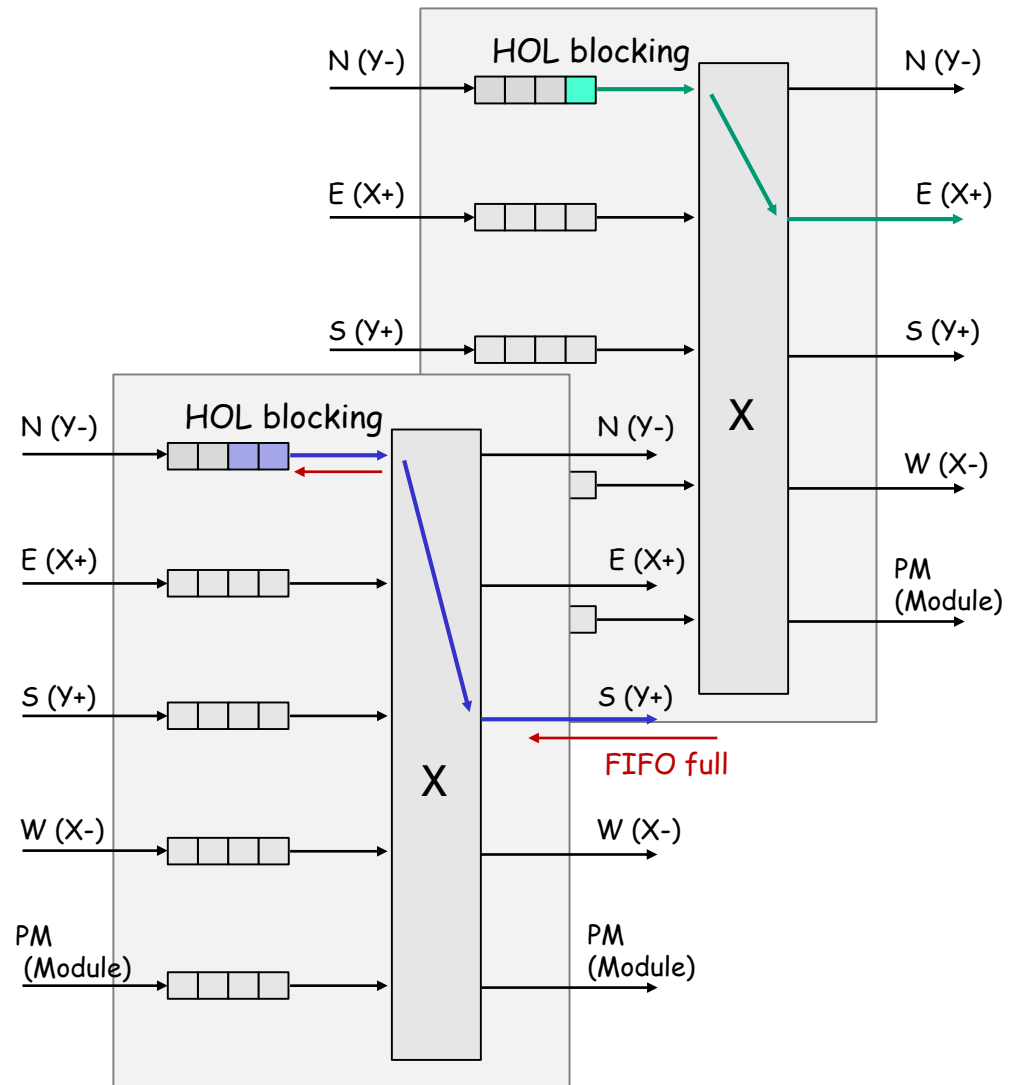 HOL blocking
N (Y-)
N (Y-)
E (X+)
E (X+)
S (Y+)
S (Y+)
X
W (X-)
PM
(Module)
HOL blocking
N (Y-)
N (Y-)
E (X+)
E (X+)
S (Y+)
S (Y+)
FIFO full
X
W (X-)
W (X-)
PM
(Module)
PM
(Module)